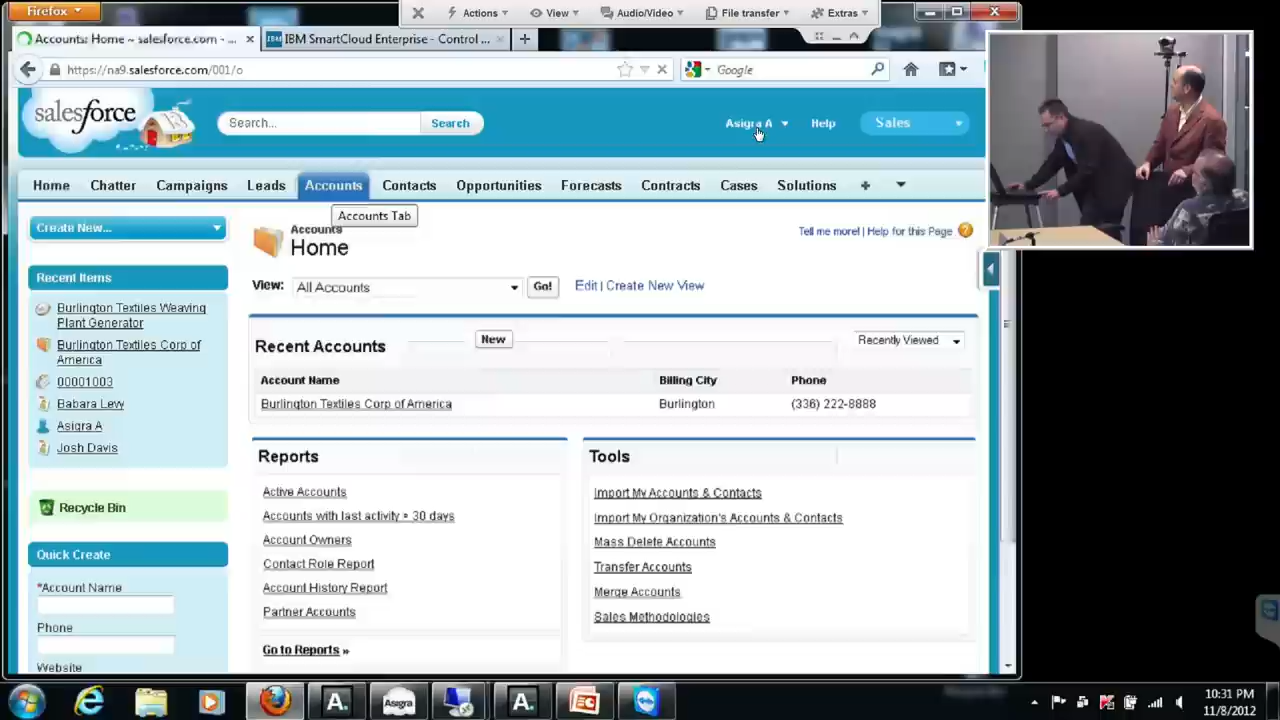 Firefox
Actions
View
Audio/Video
File transfer
Extras
Accounts: Home ~ salesforce.com - ...
IBM
IBM SmartCloud Enterprise - Control ...
https://na9.salesforce.com/001/o
Google
salesforce
Search...
Search
Asigra A
Help
Sales
Home
Chatter
Campaigns
Leads
Accounts
Contacts
Opportunities
Forecasts
Contracts
Cases
Solutions
+
Accounts Tab
Create New...
Accounts
Home
Tell me more! | Help for this Page
View:
All Accounts
Go!
Edit | Create New View
Recent Items
Burlington Textiles Weaving
Plant Generator
Burlington Textiles Corp of
America
00001003
Babara Levy
Asigra A
Josh Davis
Recent Accounts
New
Recently Viewed
Account Name
Billing City
Phone
Burlington Textiles Corp of America
Burlington
(336) 222-8888
Reports
Active Accounts
Accounts with last activity > 30 days
Account Owners
Contact Role Report
Account History Report
Partner Accounts
Go to Reports »
Tools
Import My Accounts & Contacts
Import My Organization's Accounts & Contacts
Mass Delete Accounts
Transfer Accounts
Merge Accounts
Sales Methodologies
Recycle Bin
Quick Create
*Account Name
Phone
Website
A.
Asigra
A.
10:31 PM
11/8/2012